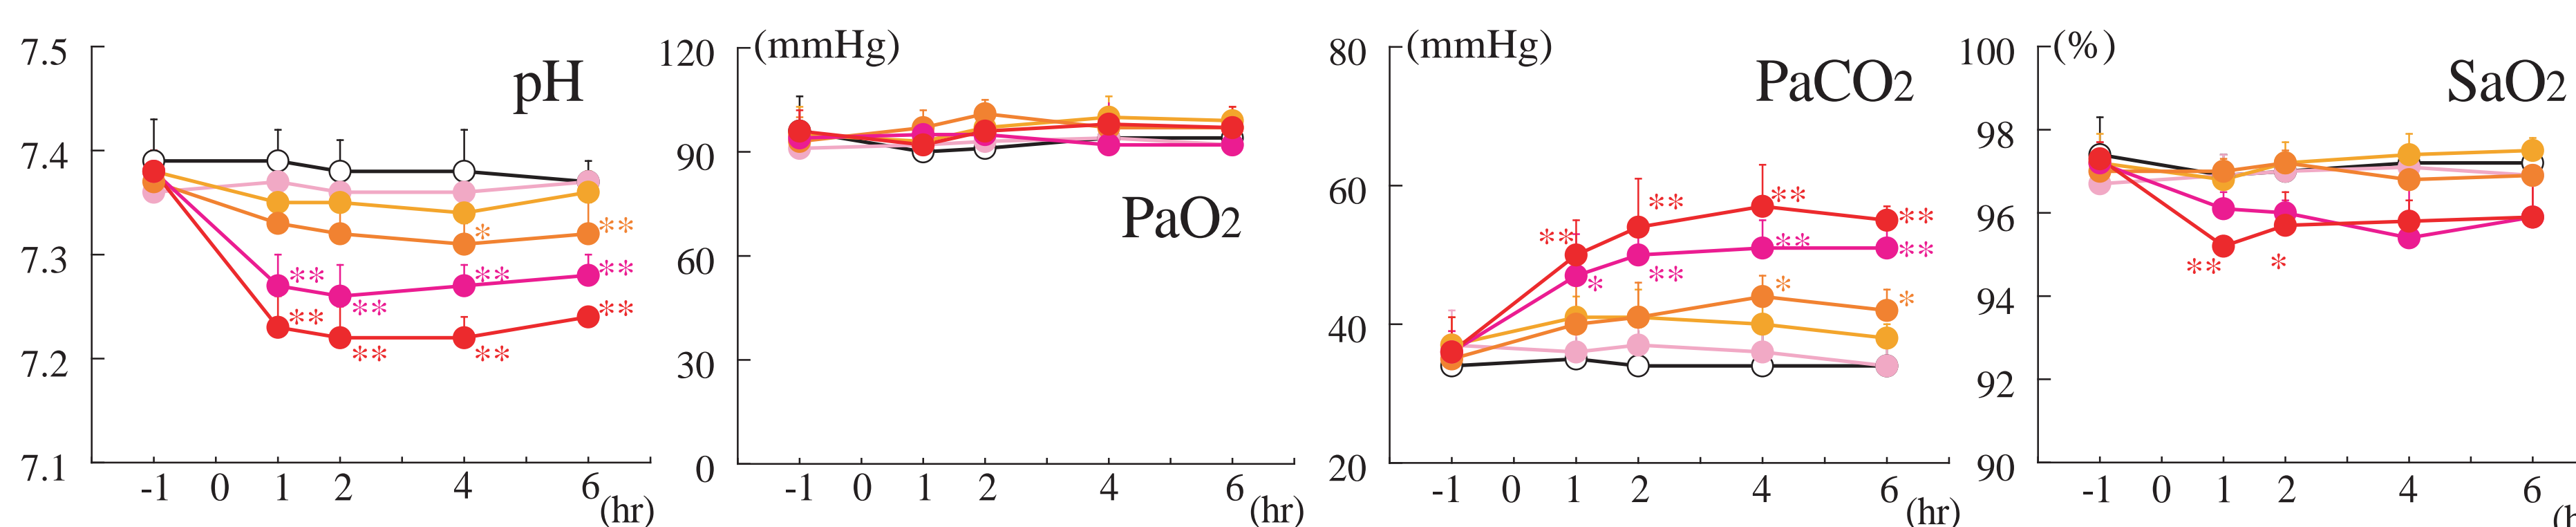 pH
7.5
7.4
7.3
7.2
7.1
-1 0 1 2 4 6
(hr)
** ** ** **
** ** ** **
* **
PaO2
(mmHg)
120
90
60
30
0
-1 0 1 2 4 6
(hr)
PaCO2
(mmHg)
80
60
40
20
-1 0 1 2 4 6
(hr)
** ** ** **
* ** ** **
* *
SaO2
(%)
100
98
96
94
92
90
-1 0 1 2 4 6
** *